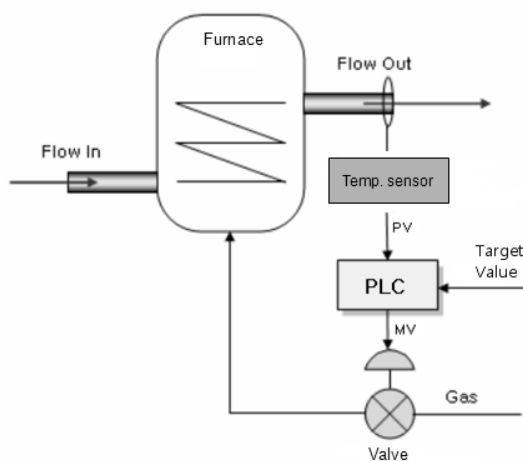 Furnace
Flow Out
Flow In
Temp. sensor
PV
Target
Value
PLC
MV
Gas
Valve